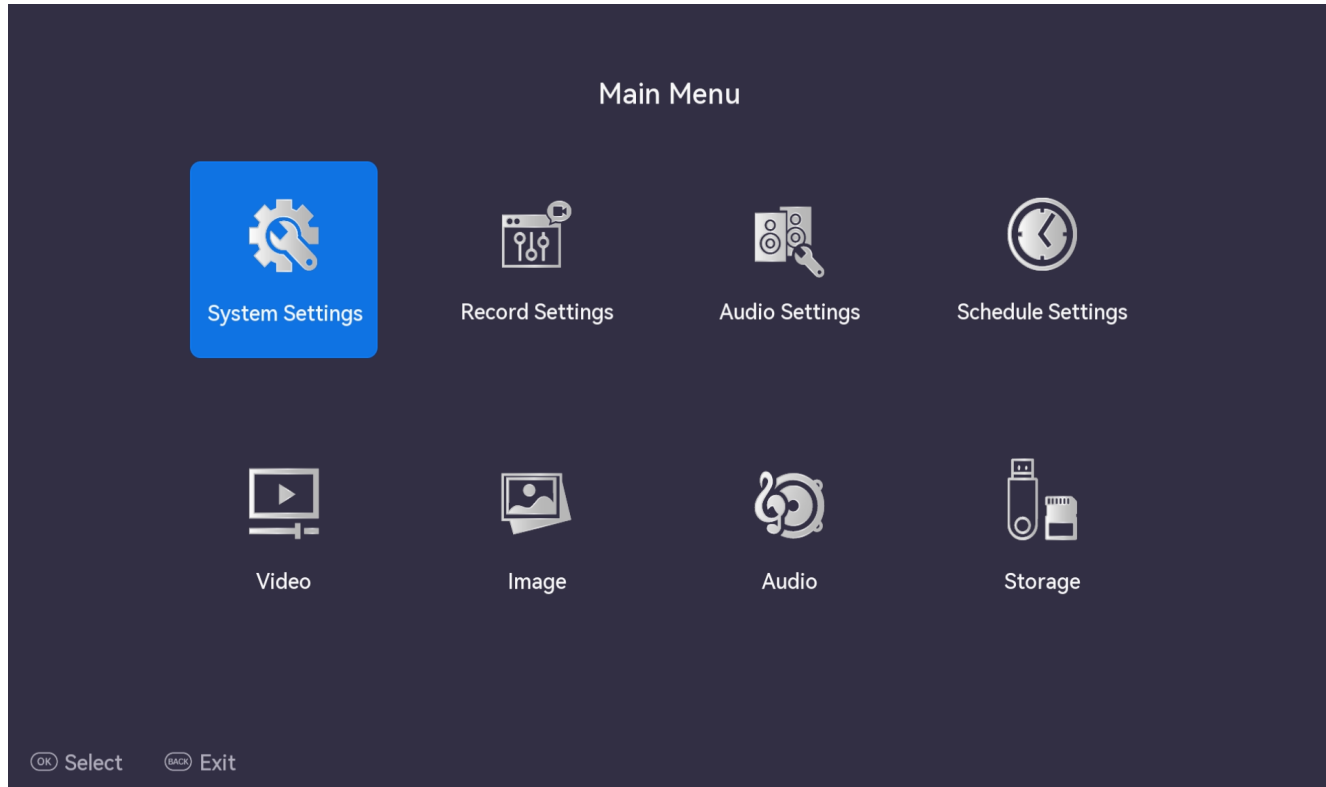 Main Menu
System Settings
Record Settings
Audio Settings
Schedule Settings
Video
Image
Audio
Storage
OK Select
BACK Exit